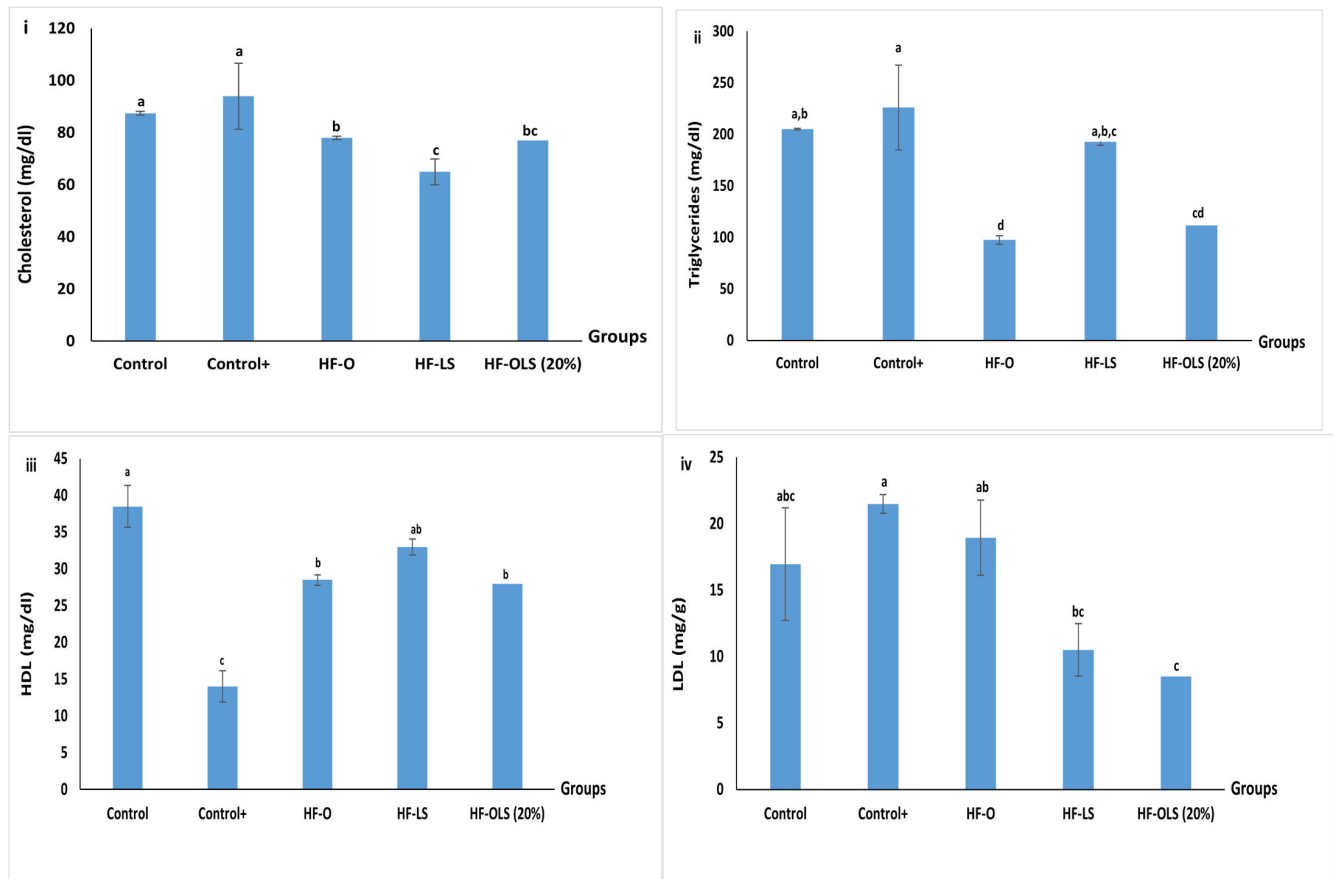 i
Cholesterol (mg/dl)
120
100
80
60
40
20
0
a
a
b
c
bc
Control
Control+
HF-O
HF-LS
HF-OLS (20%)
Groups
ii
Triglycerides (mg/dl)
300
250
200
150
100
50
0
a,b
a
d
a,b,c
cd
Control
Control+
HF-O
HF-LS
HF-OLS (20%)
Groups
iii
HDL (mg/dl)
45
40
35
30
25
20
15
10
5
0
a
c
b
ab
b
Control
Control+
HF-O
HF-LS
HF-OLS (20%)
Groups
iv
LDL (mg/g)
25
20
15
10
5
0
abc
a
ab
bc
c
Control
Control+
HF-O
HF-LS
HF-OLS (20%)
Groups